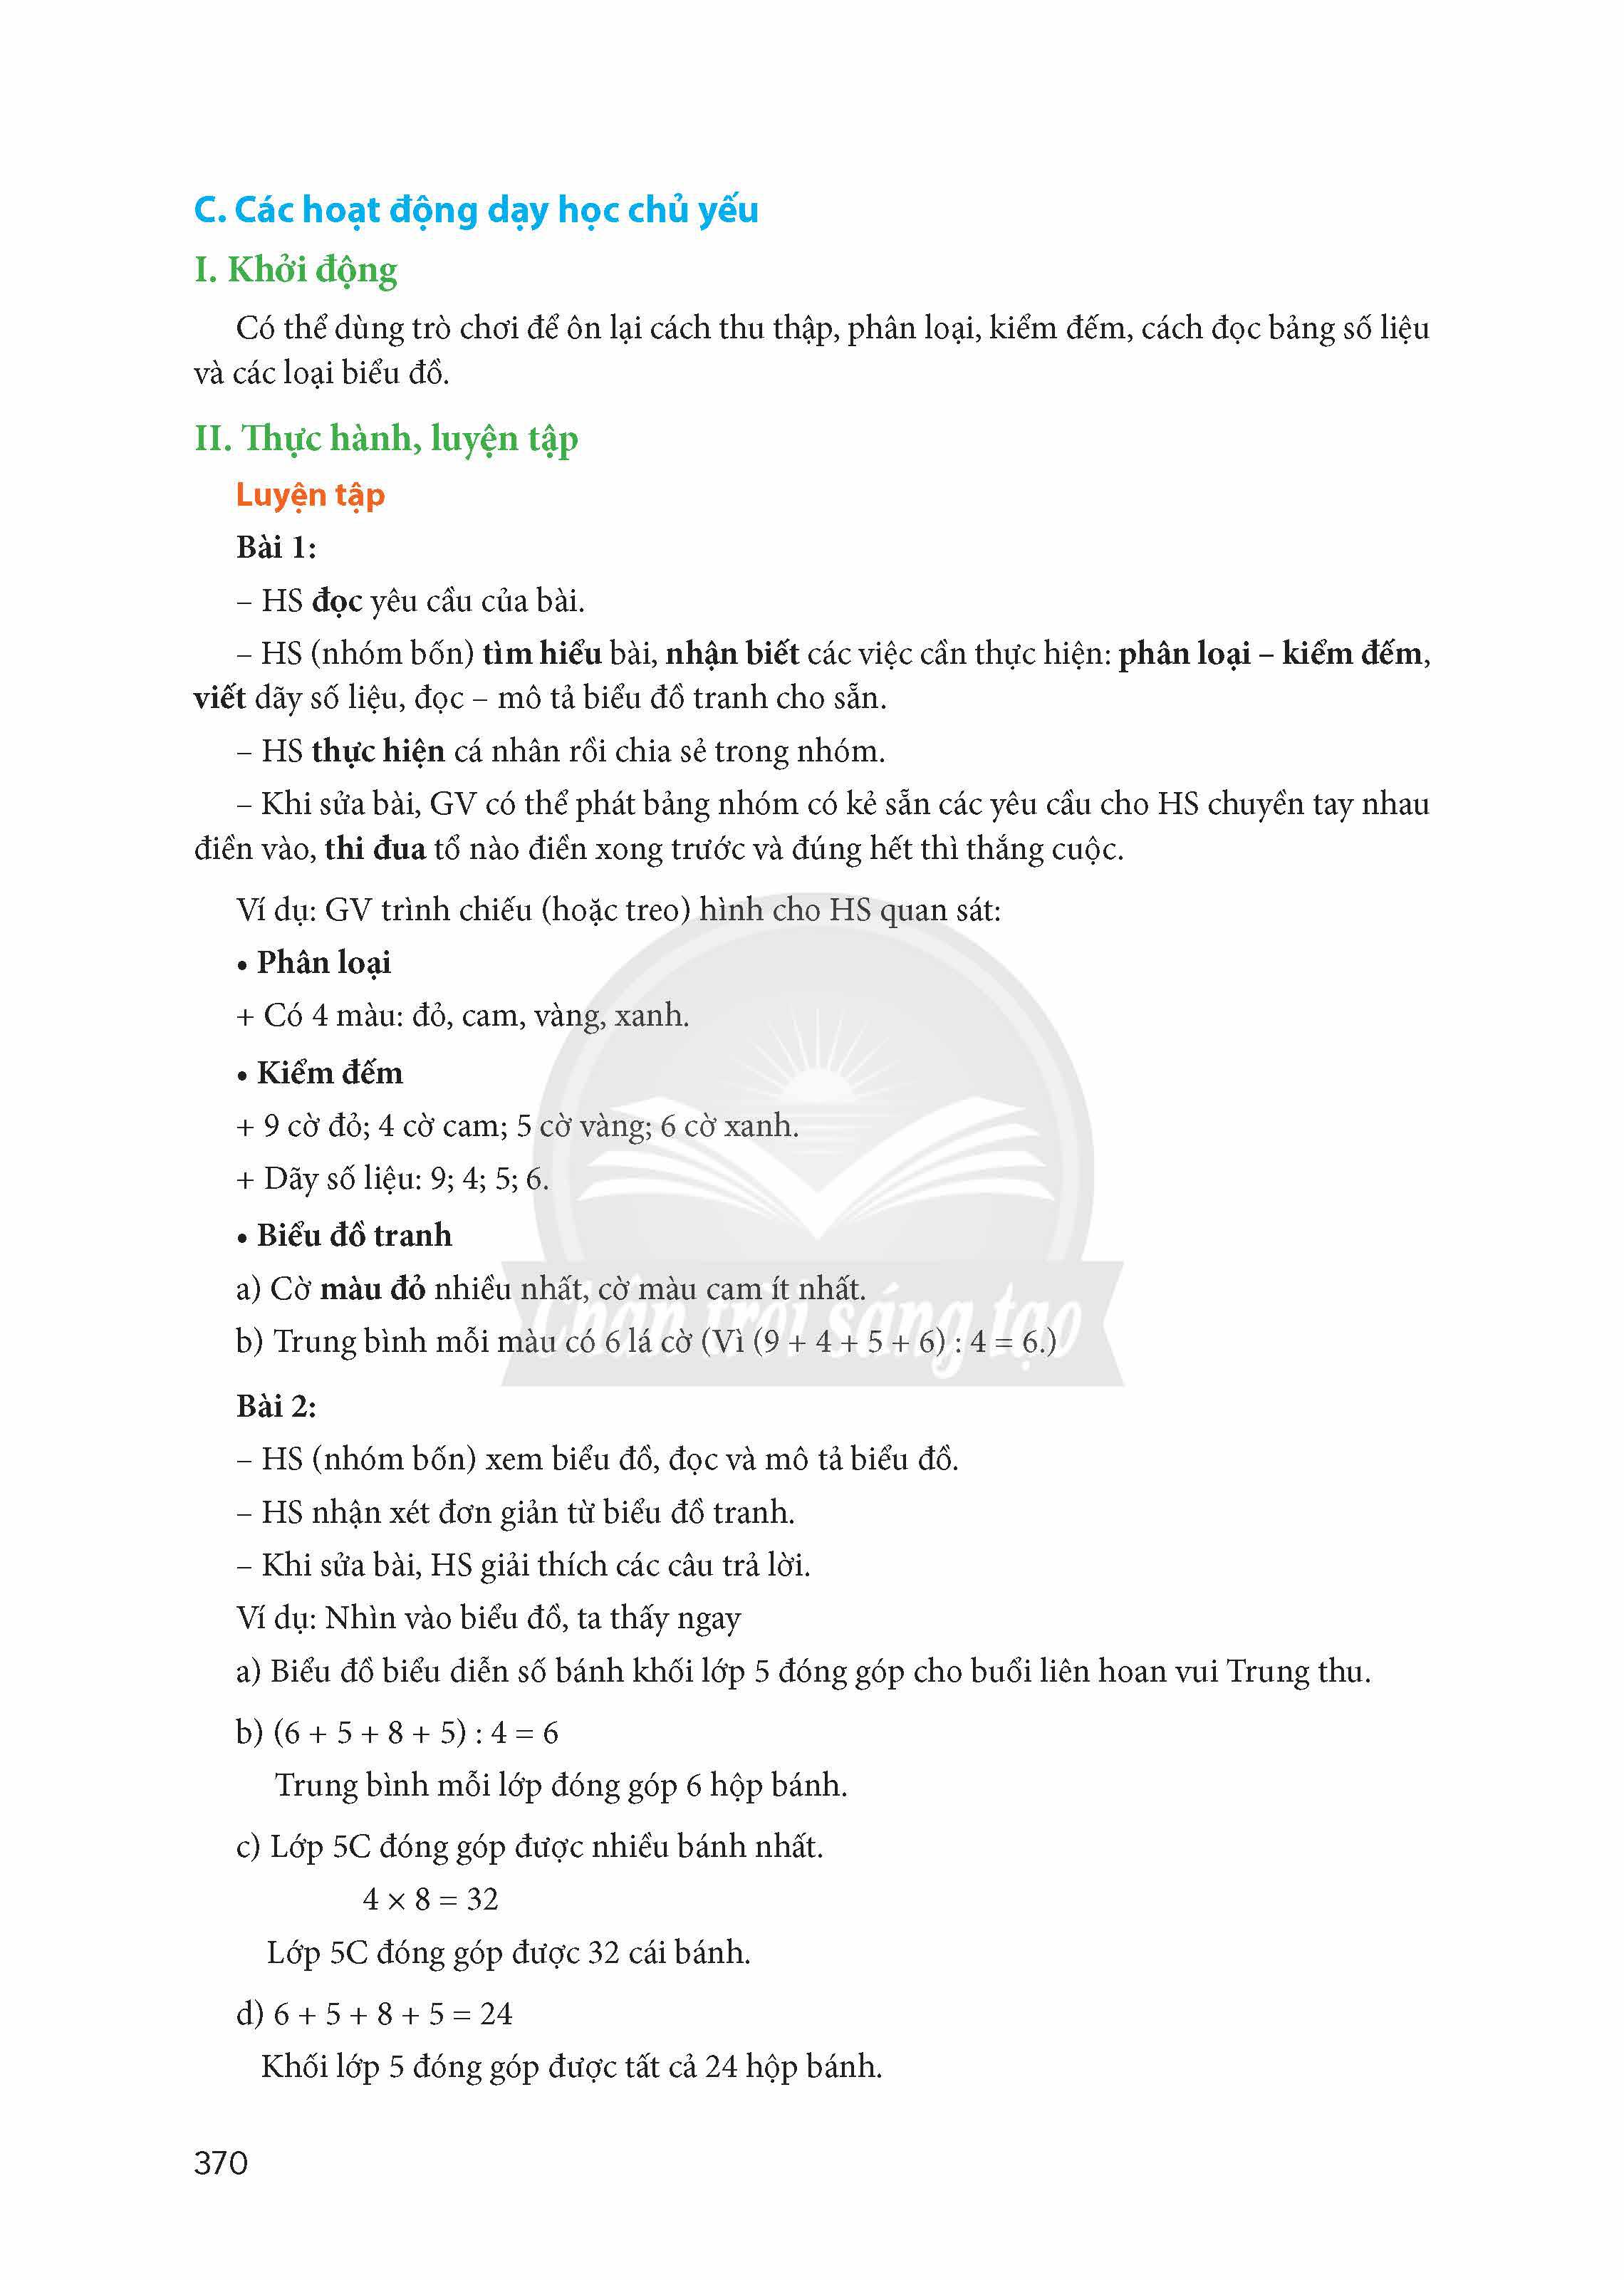 C. Các hoạt động dạy học chủ yếu
I. Khởi động
Có thể dùng trò chơi để ôn lại cách thu thập, phân loại, kiểm đếm, cách đọc bảng số liệu
và các loại biểu đồ.
II. Thực hành, luyện tập
Luyện tập
Bài 1:
– HS đọc yêu cầu của bài.
– HS (nhóm bốn) tìm hiểu bài, nhận biết các việc cần thực hiện: phân loại – kiểm đếm,
viết dãy số liệu, đọc – mô tả biểu đồ tranh cho sẵn.
– HS thực hiện cá nhân rồi chia sẻ trong nhóm.
– Khi sửa bài, GV có thể phát bảng nhóm có kẻ sẵn các yêu cầu cho HS chuyền tay nhau
điền vào, thi đua tổ nào điền xong trước và đúng hết thì thắng cuộc.
Ví dụ: GV trình chiếu (hoặc treo) hình cho HS quan sát:
• Phân loại
+ Có 4 màu: đỏ, cam, vàng, xanh.
• Kiểm đếm
+ 9 cờ đỏ; 4 cờ cam; 5 cờ vàng; 6 cờ xanh.
+ Dãy số liệu: 9; 4; 5; 6.
• Biểu đồ tranh
a) Cờ màu đỏ nhiều nhất, cờ màu cam ít nhất.
Chân trời sáng tạo
b) Trung bình mỗi màu có 6 lá cờ (Vì (9 + 4 + 5 + 6) : 4 = 6.)
Bài 2:
– HS (nhóm bốn) xem biểu đồ, đọc và mô tả biểu đồ.
– HS nhận xét đơn giản từ biểu đồ tranh.
– Khi sửa bài, HS giải thích các câu trả lời.
Ví dụ: Nhìn vào biểu đồ, ta thấy ngay
a) Biểu đồ biểu diễn số bánh khối lớp 5 đóng góp cho buổi liên hoan vui Trung thu.
b) (6 + 5 + 8 + 5) : 4 = 6
Trung bình mỗi lớp đóng góp 6 hộp bánh.
c) Lớp 5C đóng góp được nhiều bánh nhất.
4 × 8 = 32
Lớp 5C đóng góp được 32 cái bánh.
d) 6 + 5 + 8 + 5 = 24
Khối lớp 5 đóng góp được tất cả 24 hộp bánh.
370